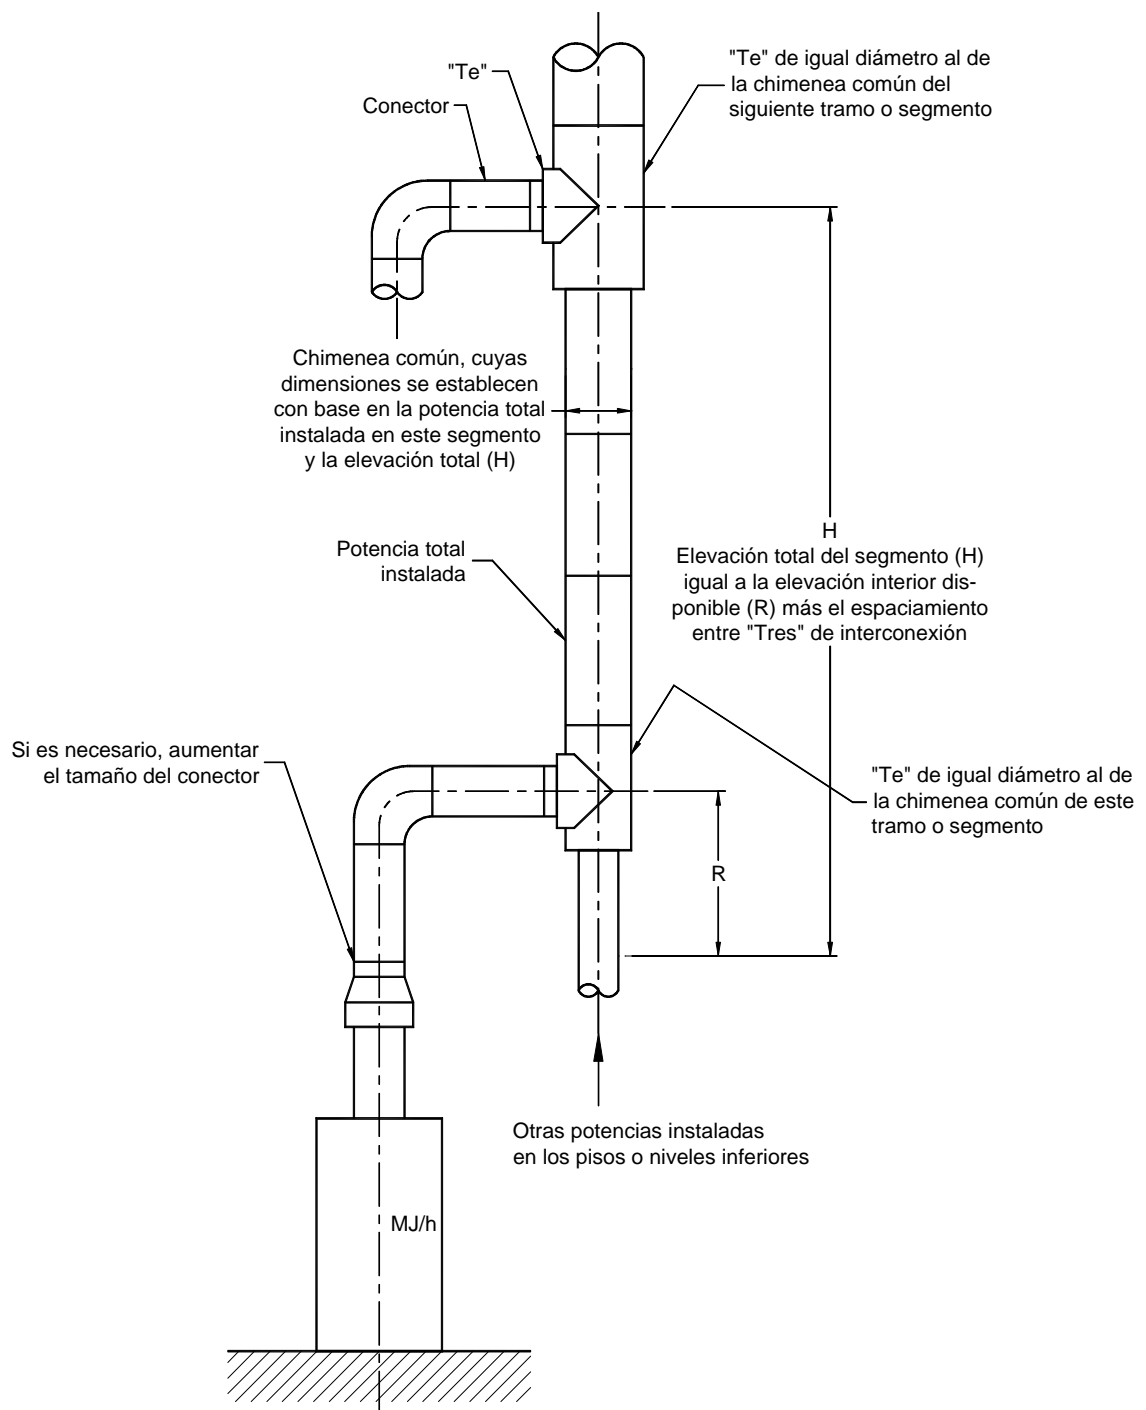 "Te" de igual diámetro al de
la chimenea común del
siguiente tramo o segmento
"Te"
Conector
Chimenea común, cuyas
dimensiones se establecen
con base en la potencia total
instalada en este segmento
y la elevación total (H)
H
Elevación total del segmento (H)
igual a la elevación interior dis-
ponible (R) más el espaciamiento
entre "Tres" de interconexión
Potencia total
instalada
Si es necesario, aumentar
el tamaño del conector
"Te" de igual diámetro al de
la chimenea común de este
tramo o segmento
R
Otras potencias instaladas
en los pisos o niveles inferiores
MJ/h